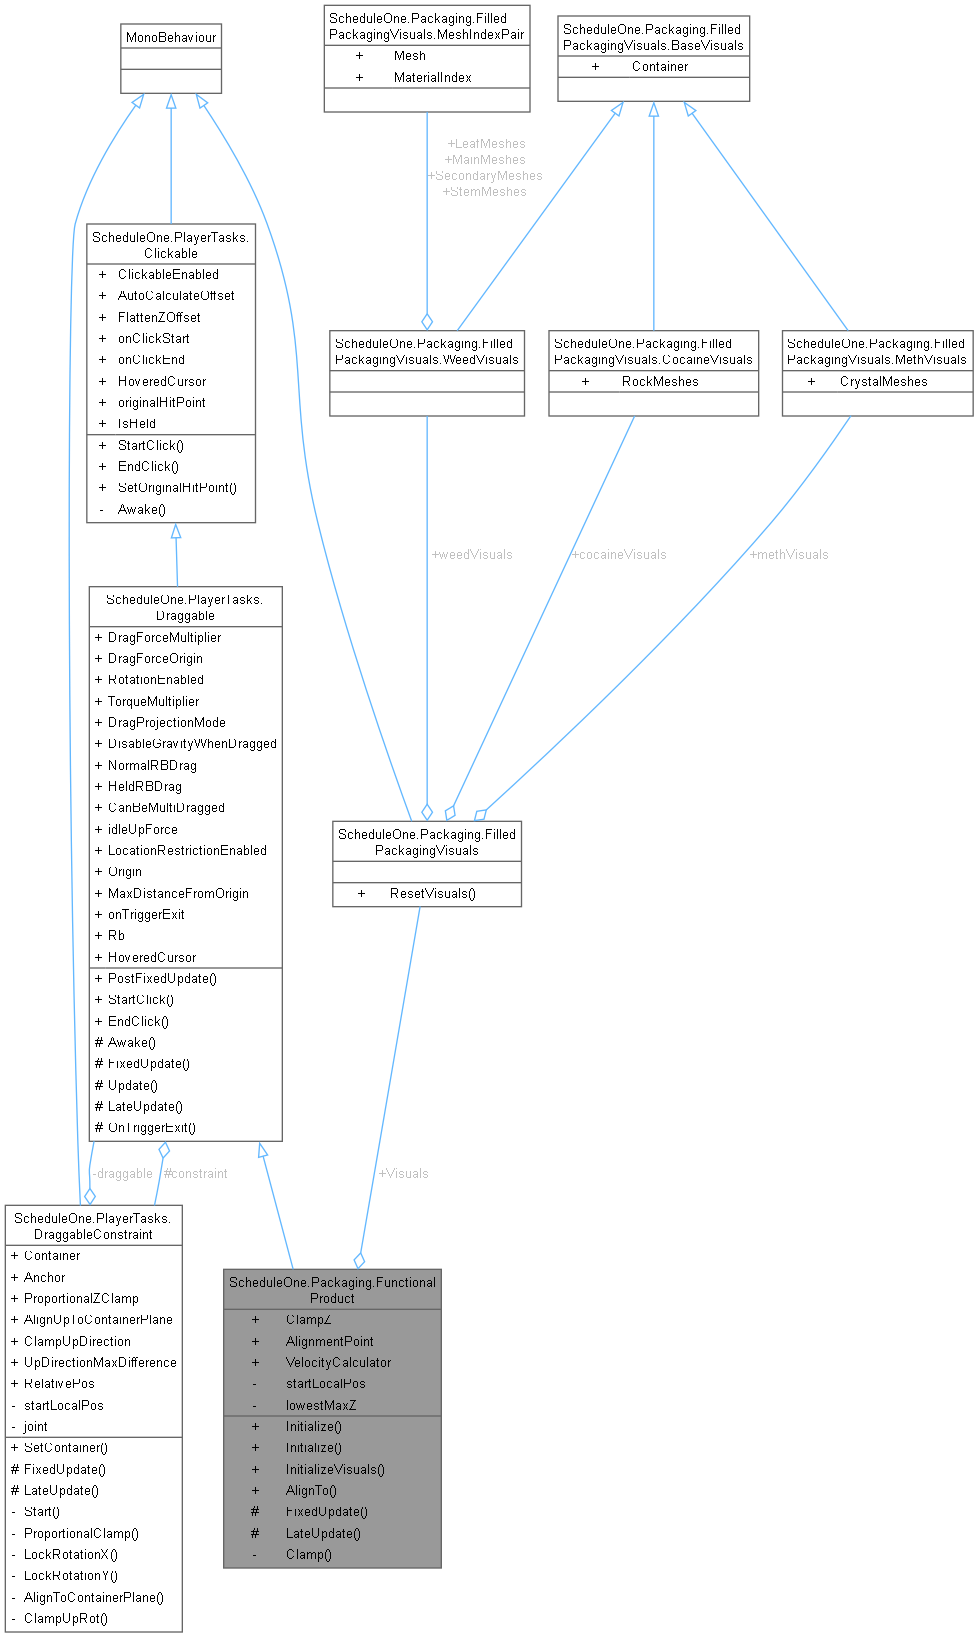 MonoBehaviour
ScheduleOne.Packaging.Filled
PackagingVisuals.MeshIndexPair
+ Mesh
+ MaterialIndex
ScheduleOne.Packaging.Filled
PackagingVisuals.BaseVisuals
+ Container
+LeafMeshes
+MainMeshes
+SecondaryMeshes
+StemMeshes
ScheduleOne.PlayerTasks.
Clickable
+ ClickableEnabled
+ AutoCalculateOffset
+ FlattenZOffset
+ onClickStart
+ onClickEnd
+ HoveredCursor
+ originalHitPoint
+ IsHeld
+ StartClick()
+ EndClick()
+ SetOriginalHitPoint()
- Awake()
ScheduleOne.Packaging.Filled
PackagingVisuals.WeedVisuals
ScheduleOne.Packaging.Filled
PackagingVisuals.CocaineVisuals
+ RockMeshes
ScheduleOne.Packaging.Filled
PackagingVisuals.MethVisuals
+ CrystalMeshes
+weedVisuals
+cocaineVisuals
+methVisuals
ScheduleOne.PlayerTasks.
Draggable
+ DragForceMultiplier
+ DragForceOrigin
+ RotationEnabled
+ TorqueMultiplier
+ DragProjectionMode
+ DisableGravityWhenDragged
+ NormalRBDrag
+ HeldRBDrag
+ CanBeMultiDragged
+ idleUpForce
+ LocationRestrictionEnabled
+ Origin
+ MaxDistanceFromOrigin
+ onTriggerExit
+ Rb
+ HoveredCursor
+ PostFixedUpdate()
+ StartClick()
+ EndClick()
# Awake()
# FixedUpdate()
# Update()
# LateUpdate()
# OnTriggerExit()
ScheduleOne.Packaging.Filled
PackagingVisuals
+ ResetVisuals()
-draggable
#constraint
+Visuals
ScheduleOne.PlayerTasks.
DraggableConstraint
+ Container
+ Anchor
+ ProportionalZClamp
+ AlignUpToContainerPlane
+ ClampUpDirection
+ UpDirectionMaxDifference
+ RelativePos
- startLocalPos
- joint
+ SetContainer()
# FixedUpdate()
# LateUpdate()
- Start()
- ProportionalClamp()
- LockRotationX()
- LockRotationY()
- AlignToContainerPlane()
- ClampUpRot()
ScheduleOne.Packaging.Functional
Product
+ ClampZ
+ AlignmentPoint
+ VelocityCalculator
- startLocalPos
- lowestMaxZ
+ Initialize()
+ Initialize()
+ InitializeVisuals()
+ AlignTo()
# FixedUpdate()
# LateUpdate()
- Clamp()